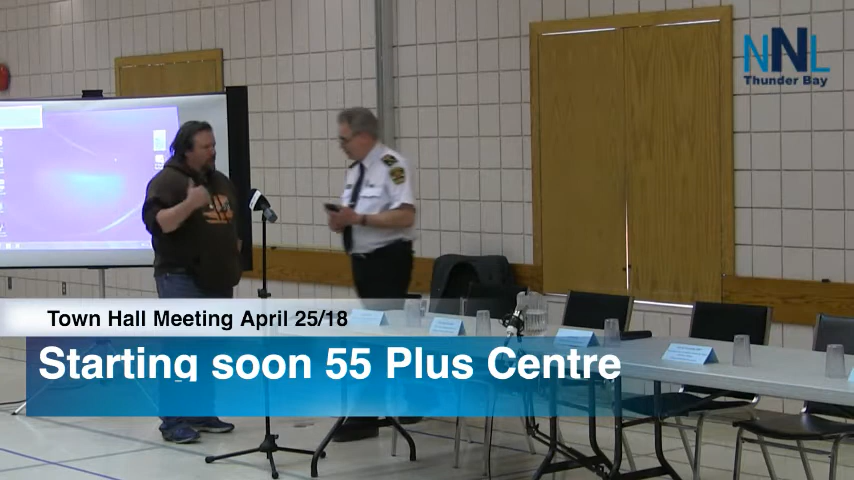 NNL
Thunder Bay
Town Hall Meeting April 25/18
Starting soon 55 Plus Centre